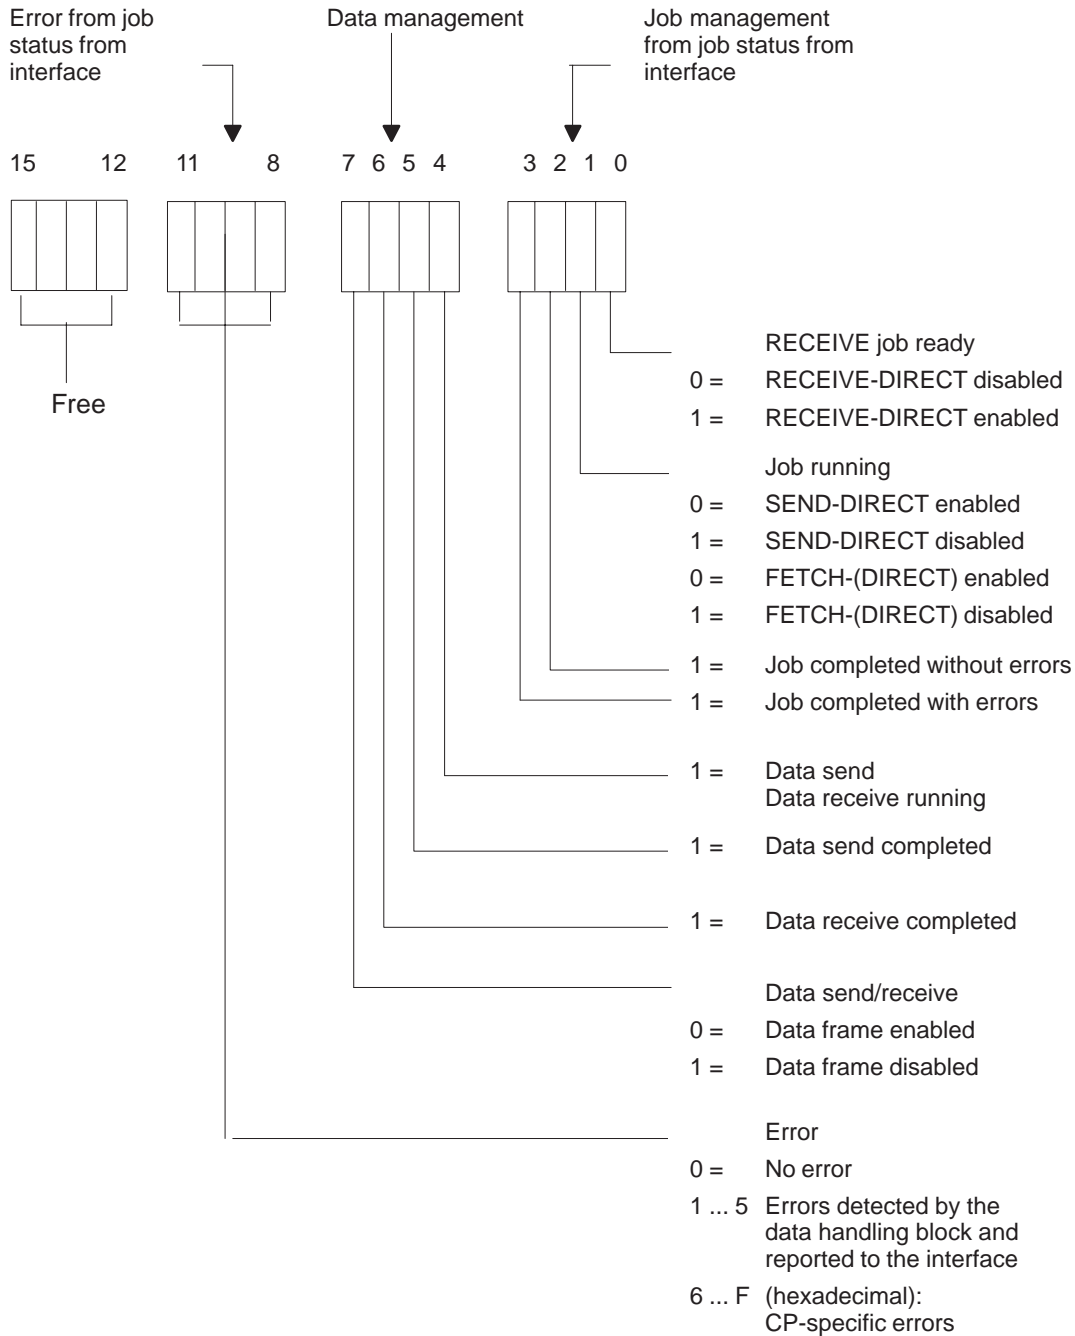 Error from job
status from
interface
Data management
Job management
from job status from
interface
15 12 11 8 7 6 5 4 3 2 1 0
Free
RECEIVE job ready
0 = RECEIVE-DIRECT disabled
1 = RECEIVE-DIRECT enabled
Job running
0 = SEND-DIRECT enabled
1 = SEND-DIRECT disabled
0 = FETCH-(DIRECT) enabled
1 = FETCH-(DIRECT) disabled
1 = Job completed without errors
1 = Job completed with errors
1 = Data send
Data receive running
1 = Data send completed
1 = Data receive completed
Data send/receive
0 = Data frame enabled
1 = Data frame disabled
Error
0 = No error
1 ... 5 Errors detected by the
data handling block and
reported to the interface
6 ... F (hexadecimal):
CP-specific errors